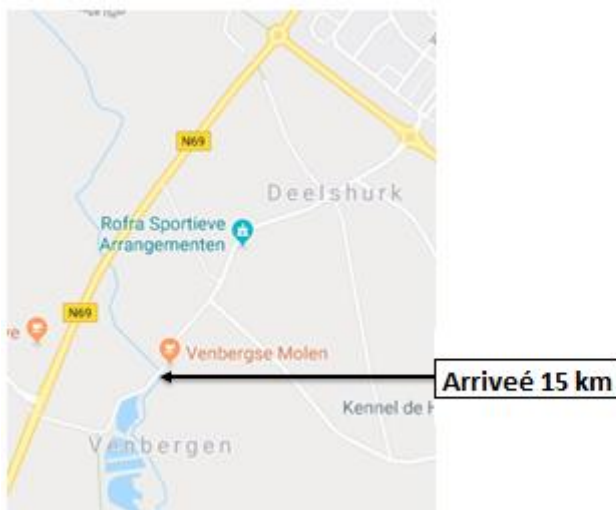 N69
Deelshurk
Rofra Sportieve
Arrangementen
N69
Venbergse Molen
Arriveé 15 km
Kennel de H
Venbergen